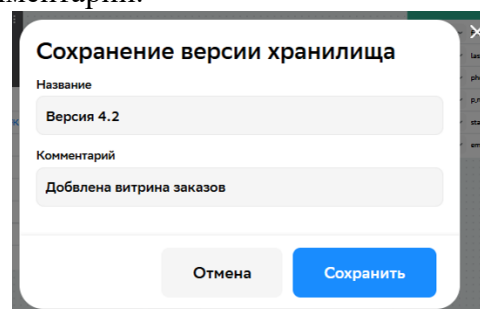 Сохранение версии хранилища
Название
Версия 4.2
Комментарий
Добвлена витрина заказов
Отмена
Сохранить